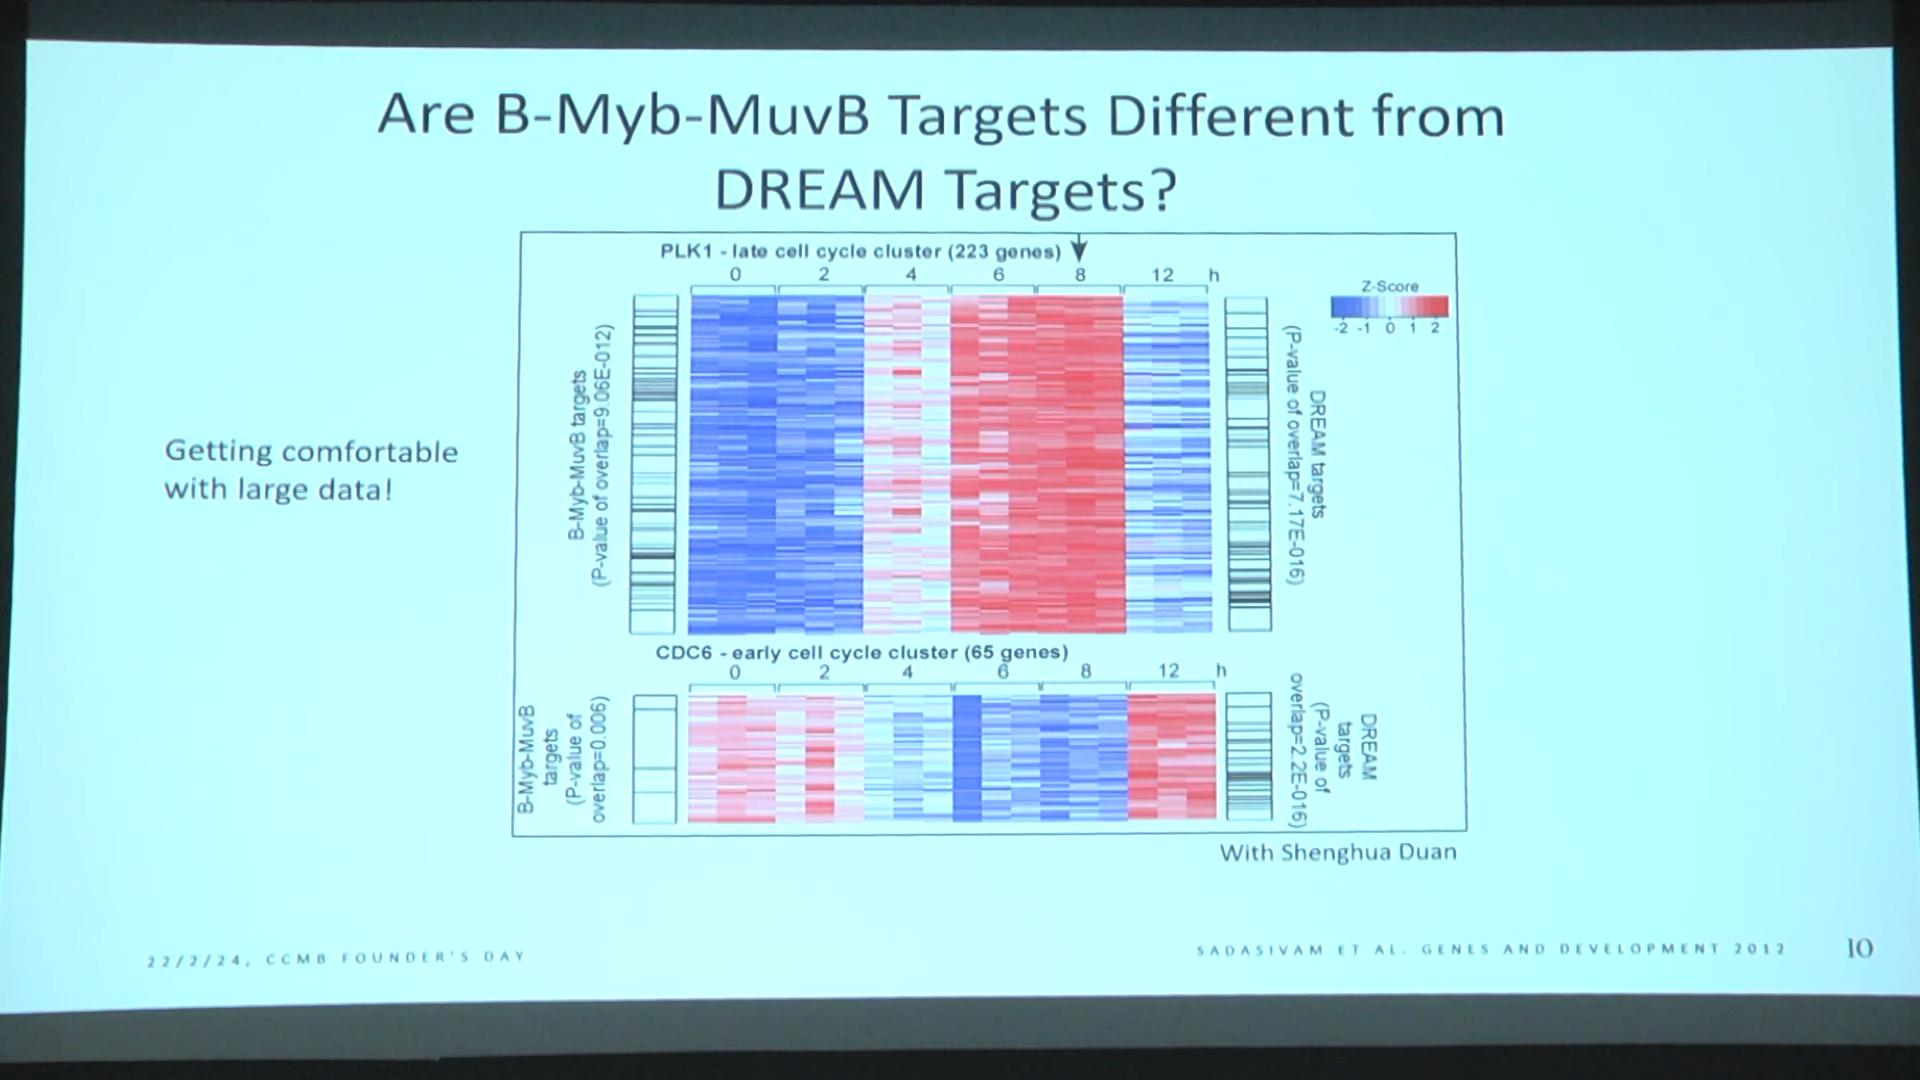 Are B-Myb-MuvB Targets Different from
DREAM Targets?
Getting comfortable
with large data!
PLK1 - late cell cycle cluster (223 genes)
0 2 4 6 8 12 h
Z-Score
-2 -1 0 1 2
B-Myb-MuvB targets
(P-value of overlap=9.06E-012)
DREAM targets
(P-value of overlap=7.17E-016)
CDC6 - early cell cycle cluster (65 genes)
0 2 4 6 8 12 h
B-Myb-MuvB
targets
(P-value of
overlap=0.006)
DREAM
targets
(P-value of
overlap=2.2E-016)
With Shenghua Duan
22/2/24, CCMB FOUNDER'S DAY
SADASIVAM ET AL. GENES AND DEVELOPMENT 2012
10